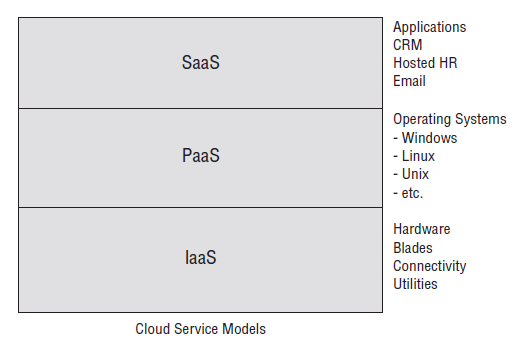 SaaS
Applications
CRM
Hosted HR
Email
PaaS
Operating Systems
- Windows
- Linux
- Unix
- etc.
IaaS
Hardware
Blades
Connectivity
Utilities
Cloud Service Models